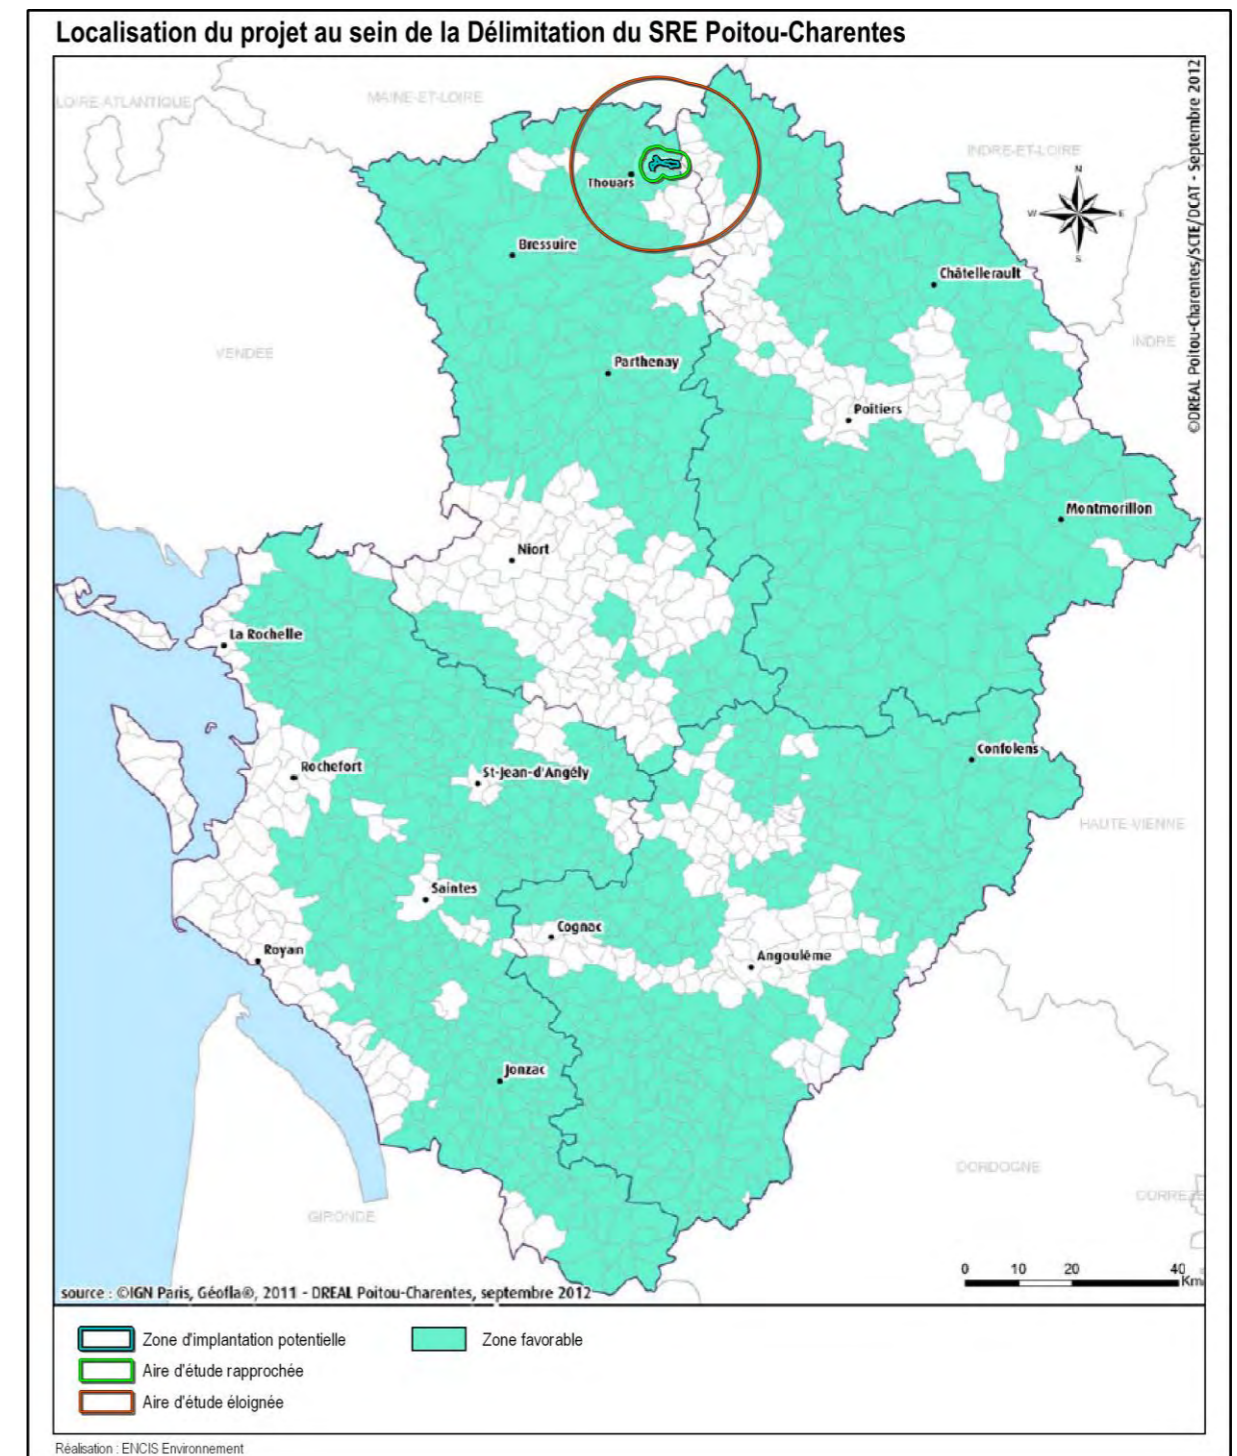 Localisation du projet au sein de la Délimitation du SRE Poitou-Charentes
LOIRE ATLANTIQUE
MAINE-ET-LOIRE
INDRE-ET-LOIRE
©DREAL Poitou-Charentes/SCTE/DCAT - Septembre 2012
N
W
E
S
Thouars
Bressuire
Châtellerault
VENDÉE
INDRE
Parthenay
Poitiers
Montmorillon
Niort
La Rochelle
Confolens
Rochefort
St-Jean-d'Angély
HAUTE-VIENNE
Saintes
Cognac
Royan
Angoulême
Jonzac
DORDOGNE
CORREZE
GIRONDE
0 10 20 40
Km
source : ©IGN Paris, Géofla®, 2011 - DREAL Poitou-Charentes, septembre 2012
Zone d'implantation potentielle
Zone favorable
Aire d'étude rapprochée
Aire d'étude éloignée
Réalisation : ENCIS Environnement